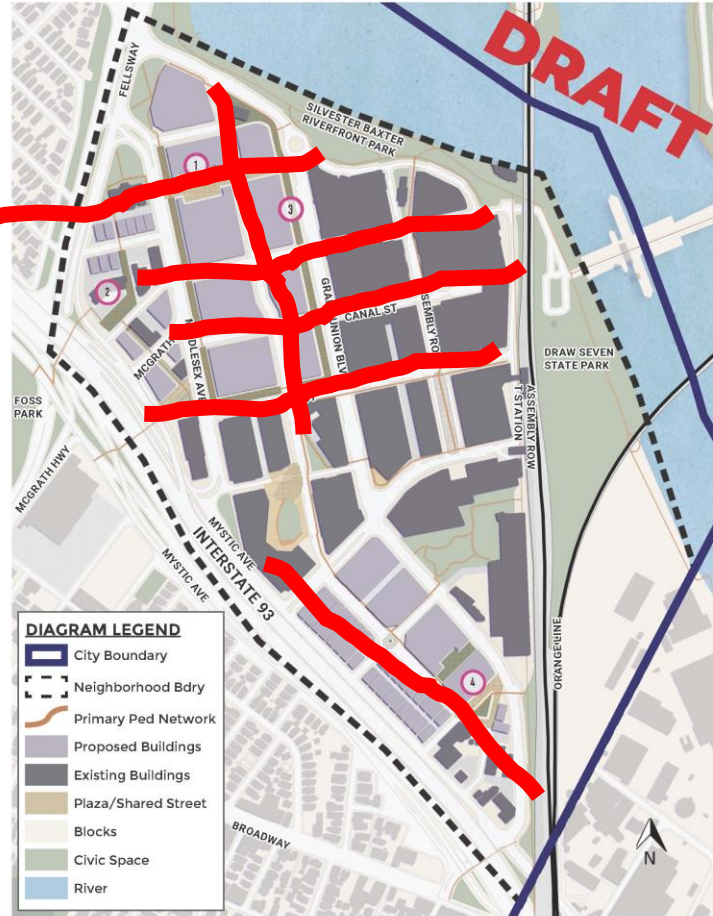 DRAFT
FELLSWAY
SILVESTER BAXTER
RIVERFRONT PARK
1
3
2
CANAL ST
MCGRATH
DRAW SEVEN
STATE PARK
FOSS
PARK
ASSEMBLY ROW
T STATION
MCGRATH HWY
MYSTIC AVE
INTERSTATE 93
MYSTIC AVE
ORANGE LINE
4
BROADWAY
N
DIAGRAM LEGEND
City Boundary
Neighborhood Bdry
Primary Ped Network
Proposed Buildings
Existing Buildings
Plaza/Shared Street
Blocks
Civic Space
River